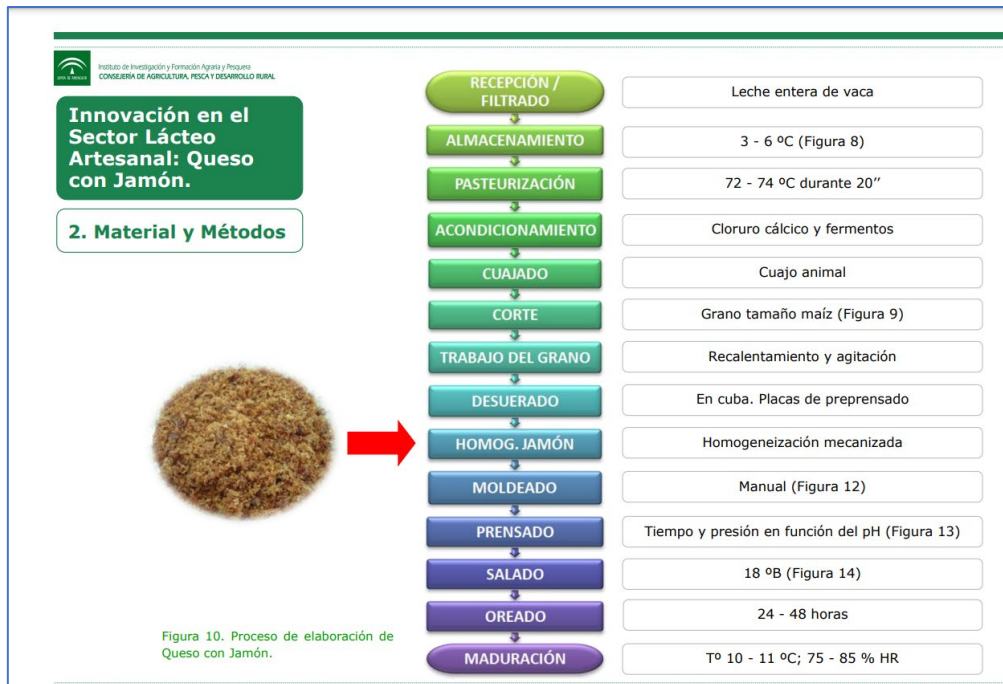 Instituto de Investigación y Formación Agraria y Pesquera
CONSEJERÍA DE AGRICULTURA, PESCA Y DESARROLLO RURAL
Innovación en el
Sector Lácteo
Artesanal: Queso
con Jamón.
2. Material y Métodos
RECEPCIÓN /
FILTRADO
Leche entera de vaca
ALMACENAMIENTO
3 - 6 ºC (Figura 8)
PASTEURIZACIÓN
72 - 74 ºC durante 20’’
ACONDICIONAMIENTO
Cloruro cálcico y fermentos
CUAJADO
Cuajo animal
CORTE
Grano tamaño maíz (Figura 9)
TRABAJO DEL GRANO
Recalentamiento y agitación
DESUERADO
En cuba. Placas de preprensado
HOMOG. JAMÓN
Homogeneización mecanizada
MOLDEADO
Manual (Figura 12)
PRENSADO
Tiempo y presión en función del pH (Figura 13)
SALADO
18 ºB (Figura 14)
OREADO
24 - 48 horas
MADURACIÓN
Tº 10 - 11 ºC; 75 - 85 % HR
Figura 10. Proceso de elaboración de
Queso con Jamón.